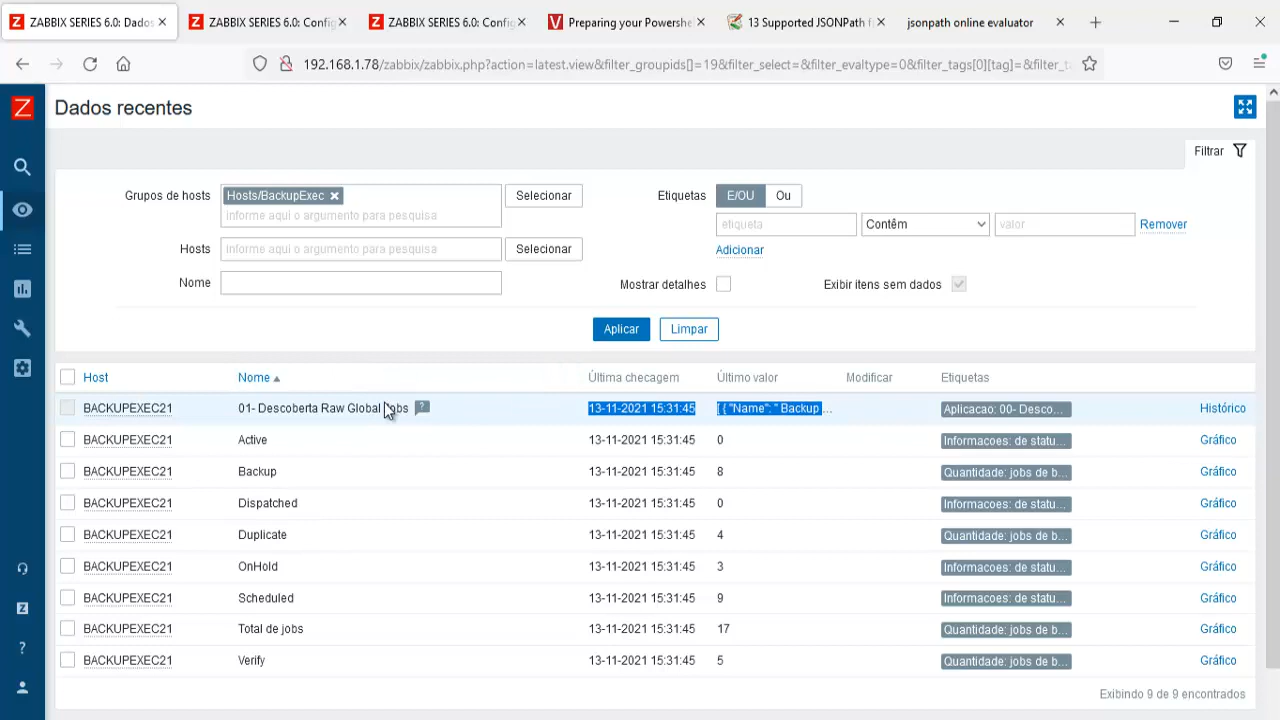 ZABBIX SERIES 6.0: Dados
ZABBIX SERIES 6.0: Config
ZABBIX SERIES 6.0: Config
Preparing your Powershe
13 Supported JSONPath f
jsonpath online evaluator
192.168.1.78/zabbix/zabbix.php?action=latest.view&filter_groupids[]=19&filter_select=&filter_evaltype=0&filter_tags[0][tag]=&filter_ta
Z
Dados recentes
Filtrar
Grupos de hosts
Hosts/BackupExec
informe aqui o argumento para pesquisa
Selecionar
Etiquetas
E/OU
Ou
etiqueta
Contêm
valor
Remover
Adicionar
Hosts
informe aqui o argumento para pesquisa
Selecionar
Nome
Mostrar detalhes
Exibir itens sem dados
Aplicar
Limpar
Host Nome Última checagem Último valor Modificar Etiquetas
BACKUPEXEC21 01- Descoberta Raw Global Jobs ? 13-11-2021 15:31:45 [ { "Name": " Backup ... Aplicacao: 00- Desco... Histórico
BACKUPEXEC21 Active 13-11-2021 15:31:45 0 Informacoes: de statu... Gráfico
BACKUPEXEC21 Backup 13-11-2021 15:31:45 8 Quantidade: jobs de b... Gráfico
BACKUPEXEC21 Dispatched 13-11-2021 15:31:45 0 Informacoes: de statu... Gráfico
BACKUPEXEC21 Duplicate 13-11-2021 15:31:45 4 Quantidade: jobs de b... Gráfico
BACKUPEXEC21 OnHold 13-11-2021 15:31:45 3 Informacoes: de statu... Gráfico
BACKUPEXEC21 Scheduled 13-11-2021 15:31:45 9 Informacoes: de statu... Gráfico
BACKUPEXEC21 Total de jobs 13-11-2021 15:31:45 17 Quantidade: jobs de b... Gráfico
BACKUPEXEC21 Verify 13-11-2021 15:31:45 5 Quantidade: jobs de b... Gráfico
Exibindo 9 de 9 encontrados